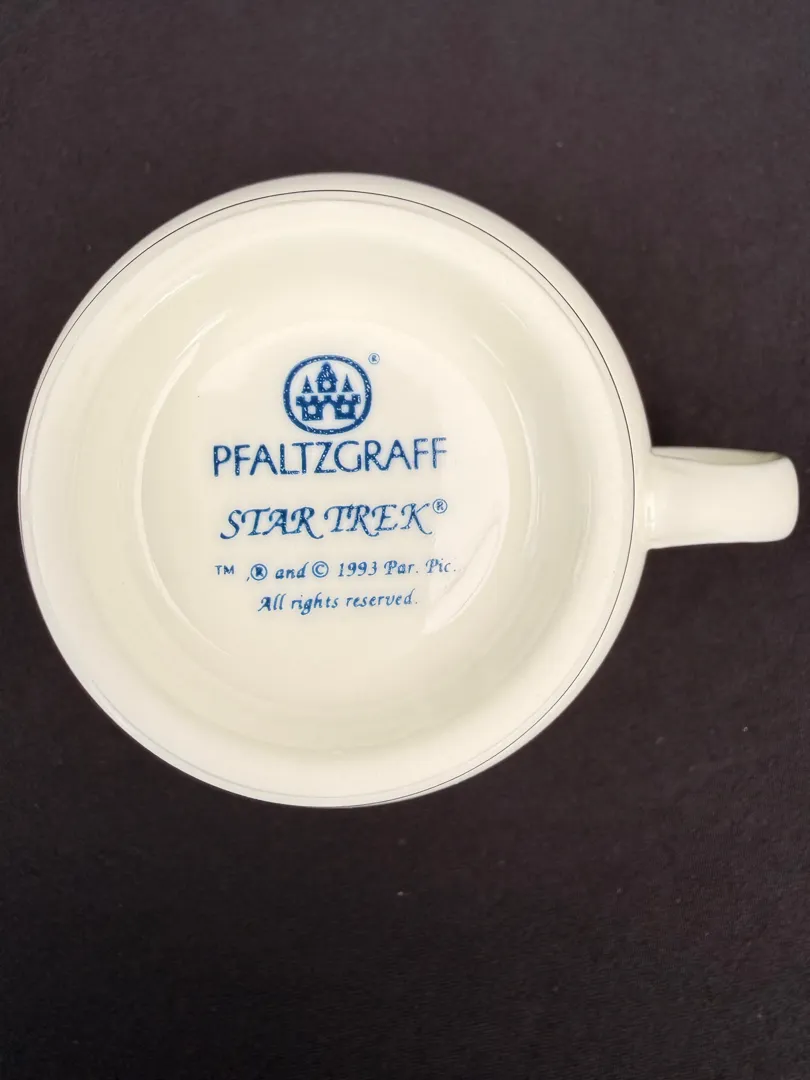 ®
PFALTZGRAFF
STAR TREK®
™ ,® and © 1993 Par. Pic.
All rights reserved.